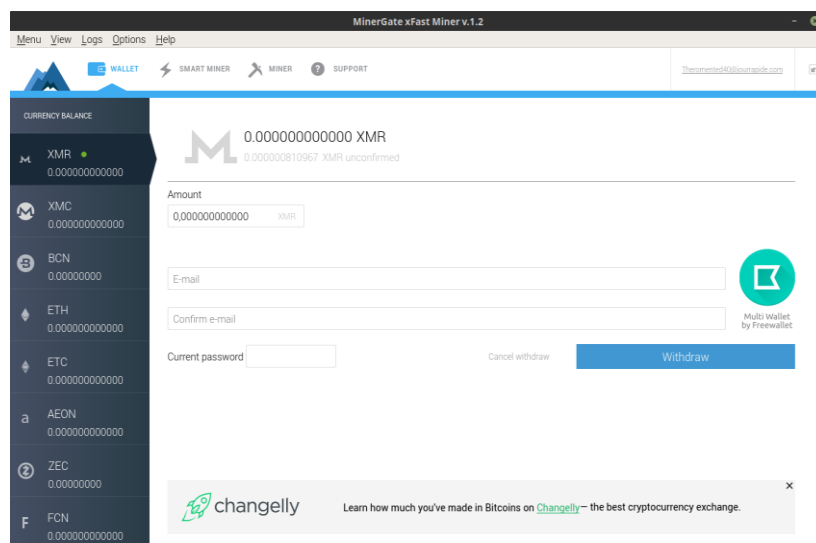 MinerGate xFast Miner v.1.2
Menu View Logs Options Help
WALLET SMART MINER MINER ? SUPPORT
Theromented40@jourrapide.com
CURRENCY BALANCE
XMR
0.000000000000
XMC
0.000000000000
BCN
0.00000000
ETH
0.000000000000
ETC
0.000000000000
a AEON
0.000000000000
ZEC
0.00000000
F FCN
0.000000000000
0.000000000000 XMR
0.000000810967 XMR unconfirmed
Amount
0,000000000000 XMR
E-mail
Confirm e-mail
Multi Wallet
by Freewallet
Current password Cancel withdraw Withdraw
changelly
Learn how much you've made in Bitcoins on Changelly— the best cryptocurrency exchange.